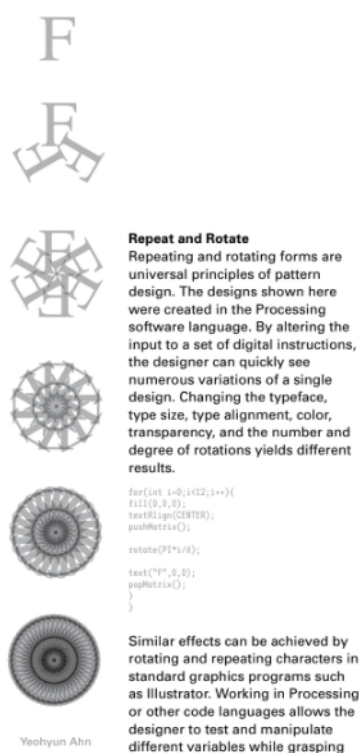 F
F F F
Repeat and Rotate
Repeating and rotating forms are
universal principles of pattern
design. The designs shown here
were created in the Processing
software language. By altering the
input to a set of digital instructions,
the designer can quickly see
numerous variations of a single
design. Changing the typeface,
type size, type alignment, color,
transparency, and the number and
degree of rotations yields different
results.
for(int i=0;i<12;i++){
fill(0,0,0);
textAlign(CENTER);
pushMatrix();
rotate(PI*i/6);
text("F",0,0);
popMatrix();
}
}
Similar effects can be achieved by
rotating and repeating characters in
standard graphics programs such
as Illustrator. Working in Processing
or other code languages allows the
designer to test and manipulate
different variables while grasping
Yeohyun Ahn